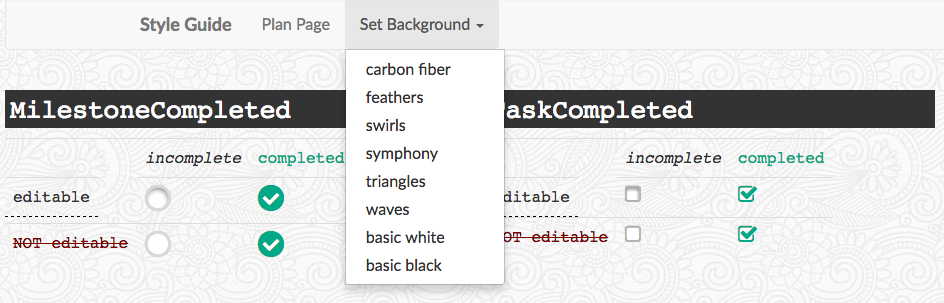 Style Guide Plan Page Set Background
carbon fiber
feathers
swirls
symphony
triangles
waves
basic white
basic black
MilestoneCompleted
incomplete completed
editable
NOT editable
askCompleted
incomplete completed
ditable
OT editable